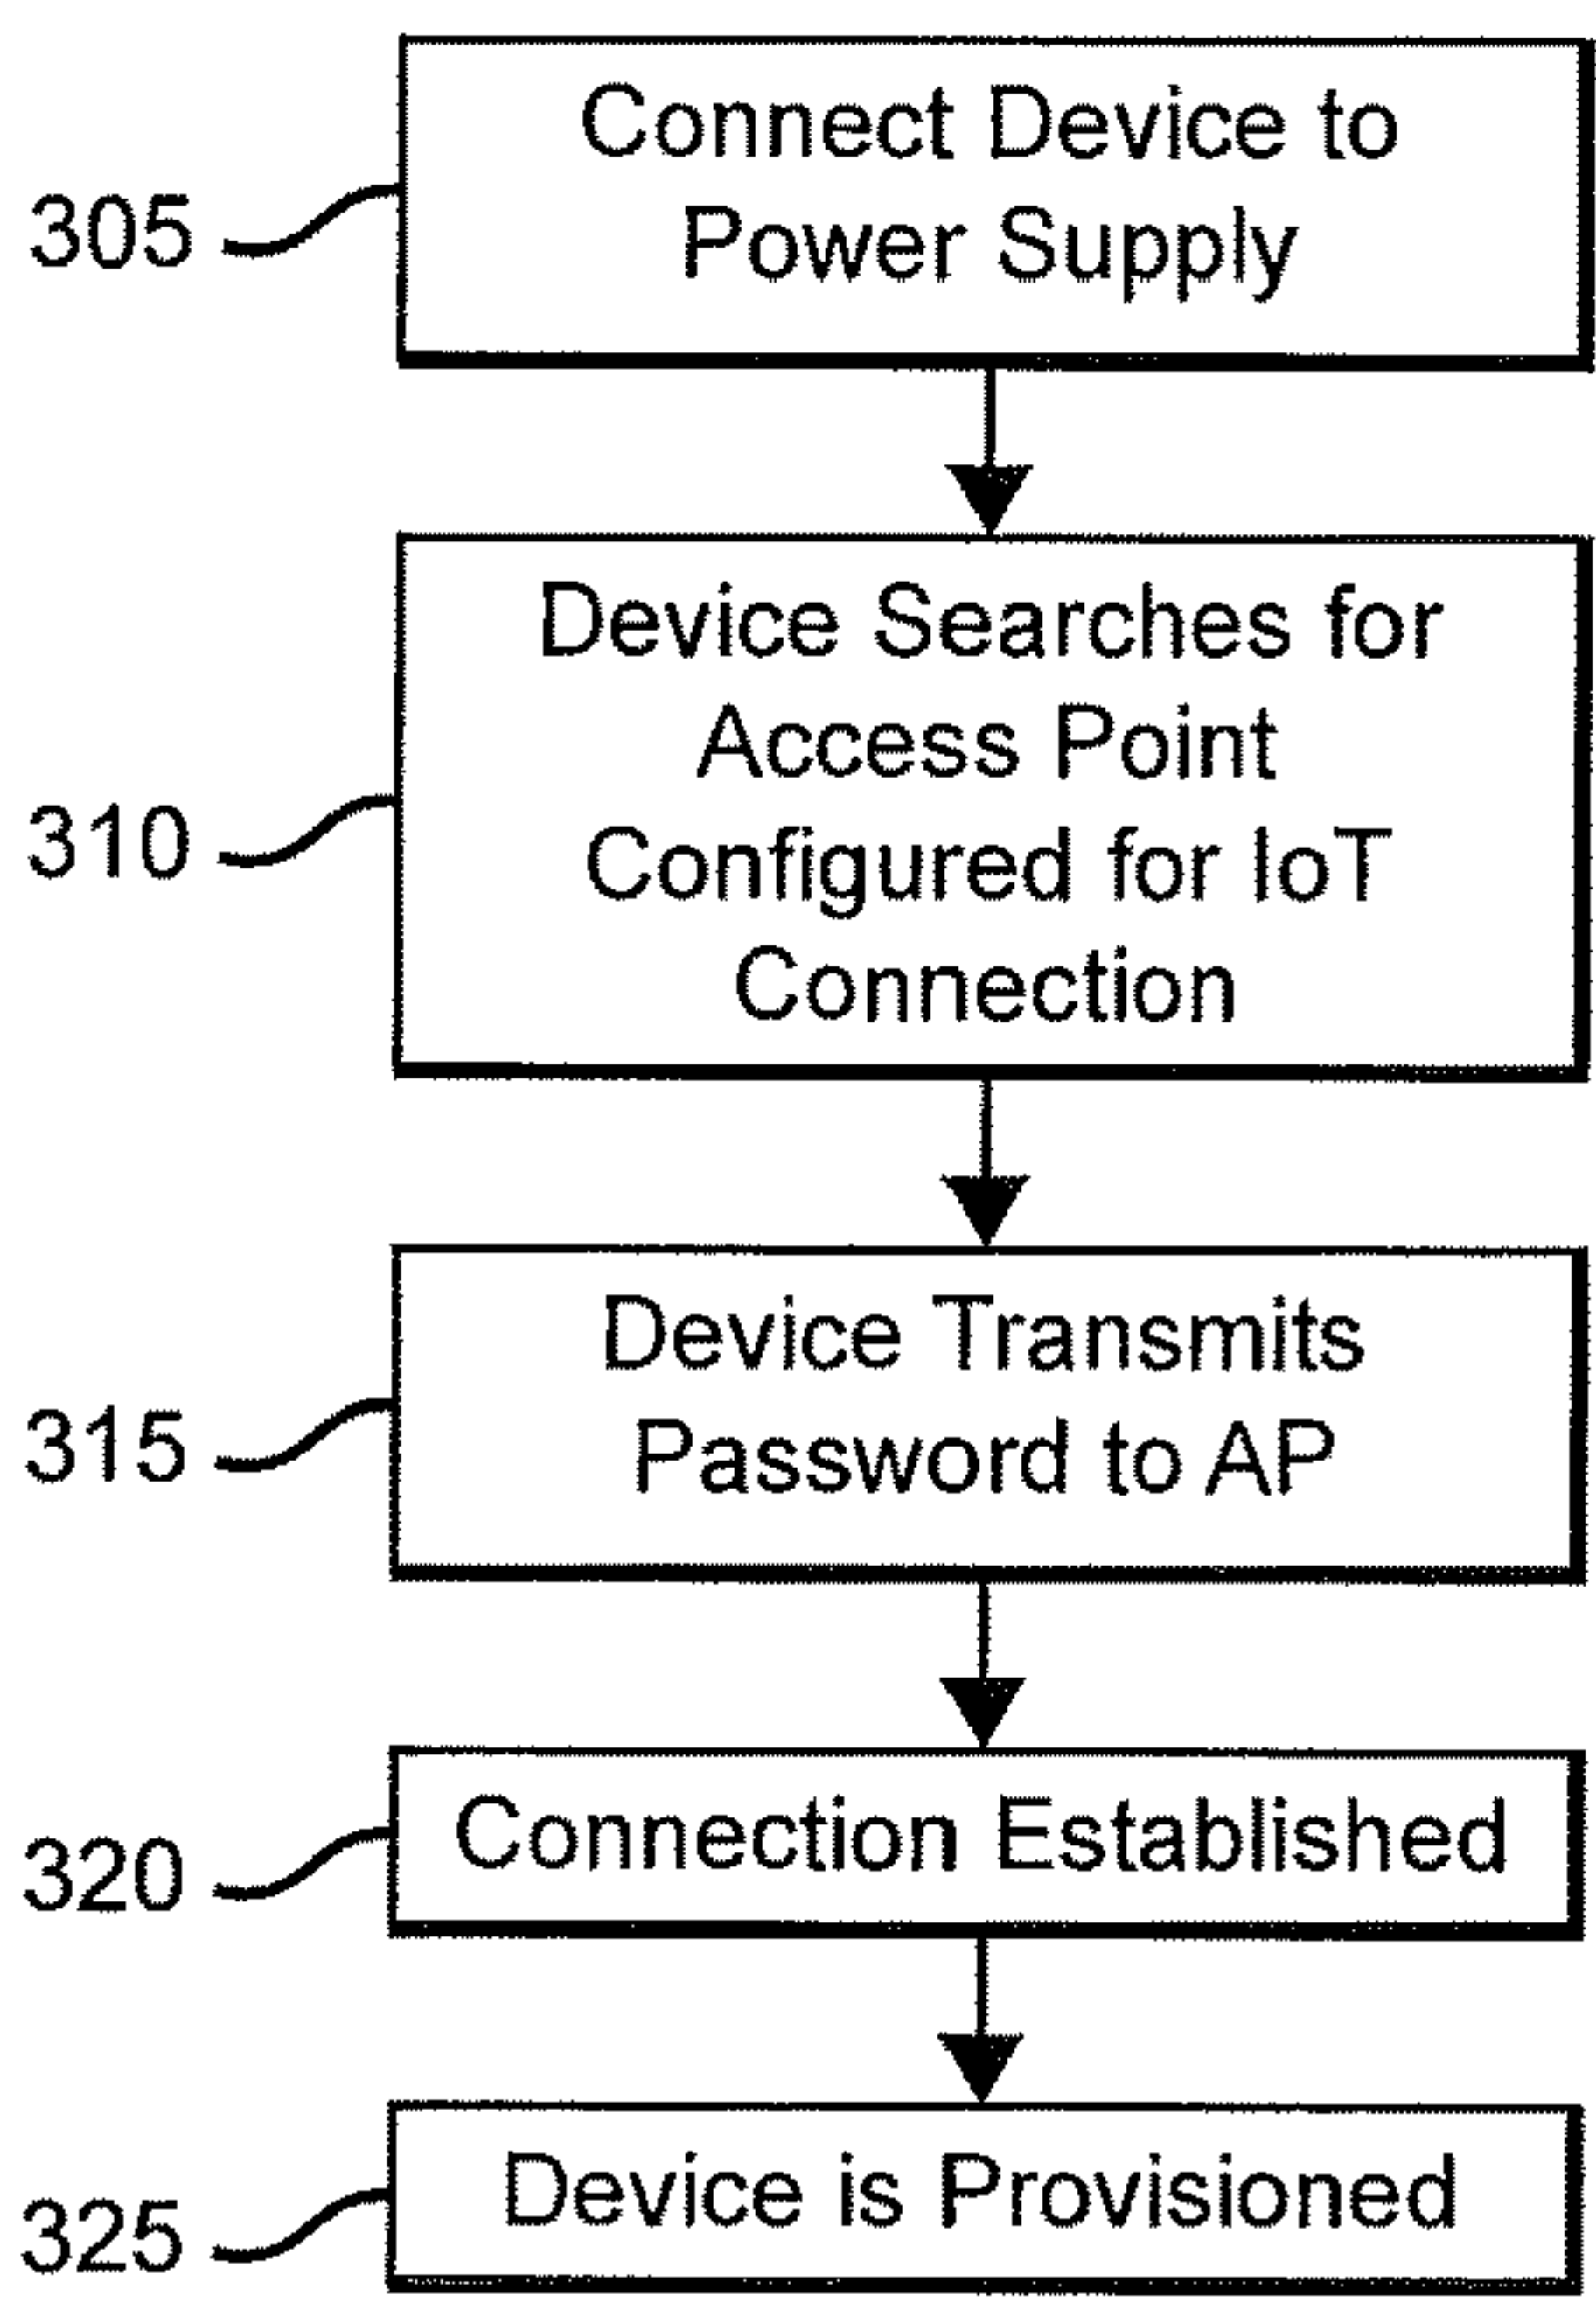 Connect Device to
Power Supply
305
Device Searches for
Access Point
Configured for IoT
Connection
310
Device Transmits
Password to AP
315
Connection Established
320
Device is Provisioned
325